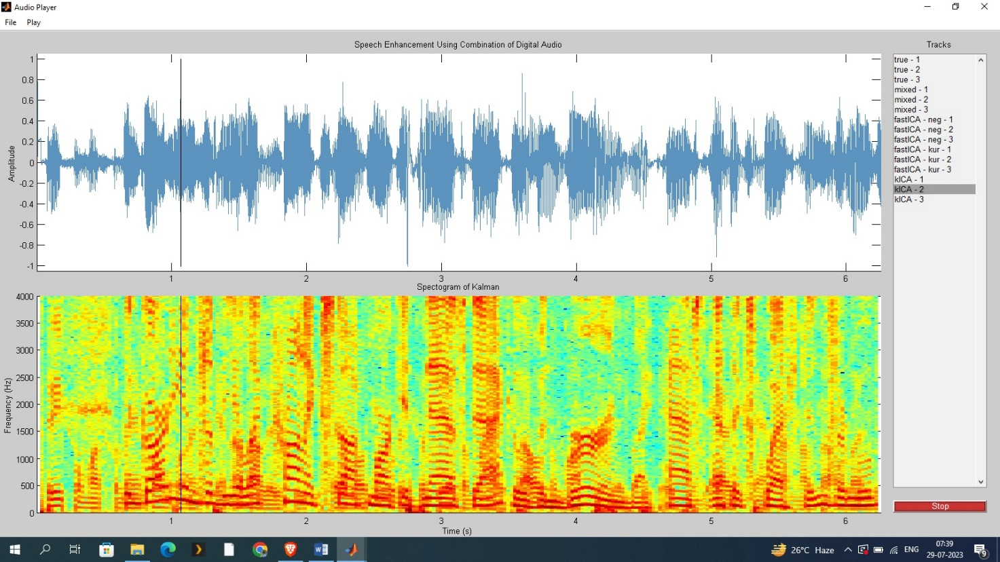 Audio Player
File Play
Speech Enhancement Using Combination of Digital Audio
Tracks
1
0.8
0.6
0.4
0.2
0
-0.2
-0.4
-0.6
-0.8
-1
Amplitude
1 2 3 4 5 6
true - 1
true - 2
true - 3
mixed - 1
mixed - 2
mixed - 3
fastICA - neg - 1
fastICA - neg - 2
fastICA - neg - 3
fastICA - kur - 1
fastICA - kur - 2
fastICA - kur - 3
kICA - 1
kICA - 2
kICA - 3
Spectogram of Kalman
4000
3500
3000
2500
2000
1500
1000
500
0
Frequency (Hz)
1 2 3 4 5 6
Time (s)
Stop
26°C Haze
ENG
07:39
29-07-2023
9